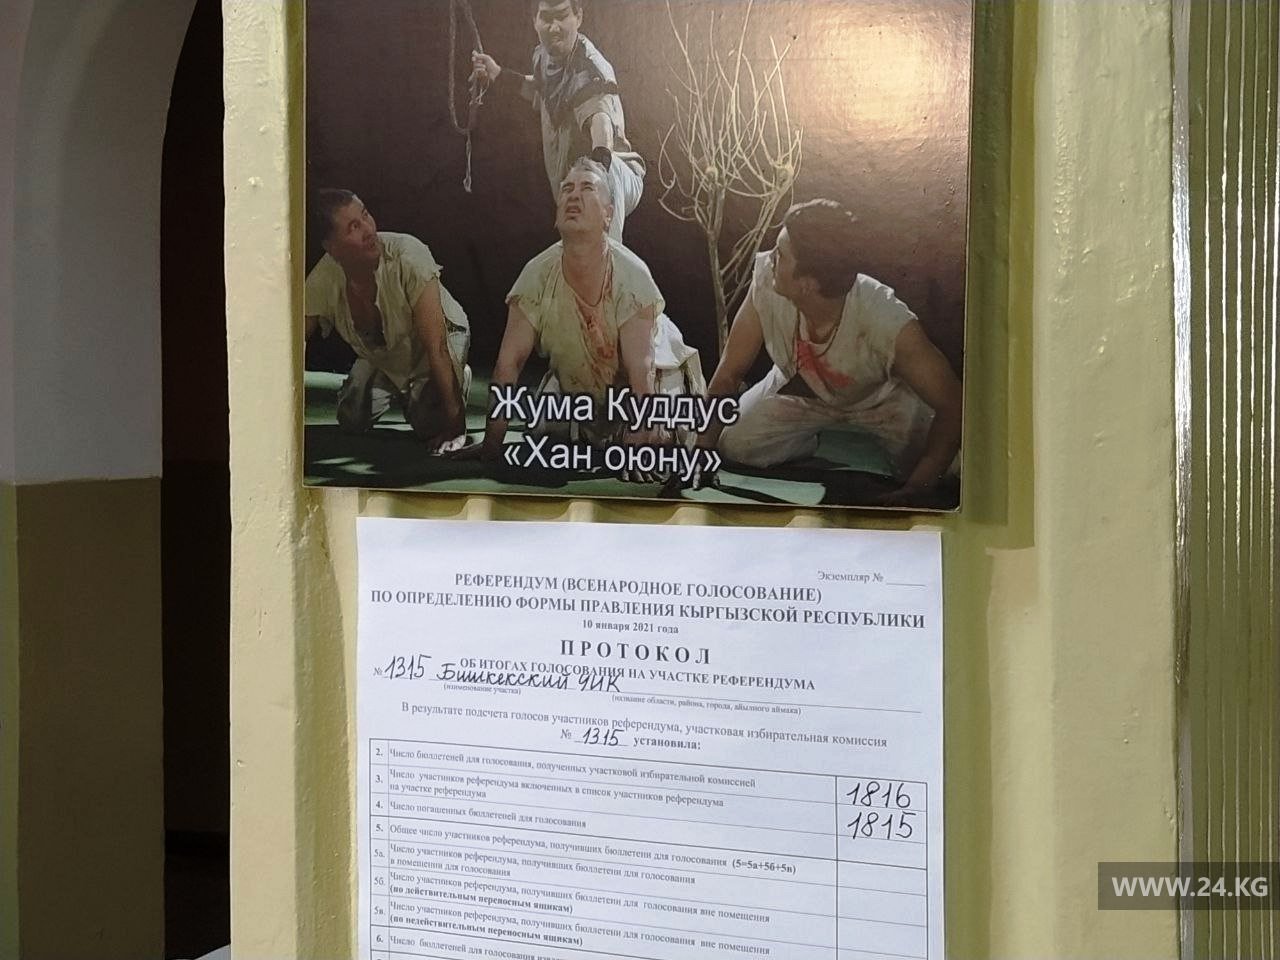 Жума Куддус
«Хан оюну»
Экземпляр №
РЕФЕРЕНДУМ (ВСЕНАРОДНОЕ ГОЛОСОВАНИЕ)
ПО ОПРЕДЕЛЕНИЮ ФОРМЫ ПРАВЛЕНИЯ КЫРГЫЗСКОЙ РЕСПУБЛИКИ
10 января 2021 года
ПРОТОКОЛ
ОБ ИТОГАХ ГОЛОСОВАНИЯ НА УЧАСТКЕ РЕФЕРЕНДУМА
№ 1315 Бишкекский УИК
(наименование участка) (название области, района, города, айылного аймака)
В результате подсчета голосов участников референдума, участковая избирательная комиссия
№ 1315 установила:
2. Число бюллетеней для голосования, полученных участковой избирательной комиссией 1816
3. Число участников референдума включенных в список участников референдума
на участке референдума 1815
4. Число погашенных бюллетеней для голосования
5. Общее число участников референдума, получивших бюллетени для голосования (5=5а+5б+5в)
5а. Число участников референдума, получивших бюллетени для голосования
в помещении для голосования
5б. Число участников референдума, получивших бюллетени для голосования вне помещения
(по действительным переносным ящикам)
5в. Число участников референдума, получивших бюллетени для голосования вне помещения
(по недействительным переносным ящикам)
6. Число бюллетеней для голосования
WWW.24.KG